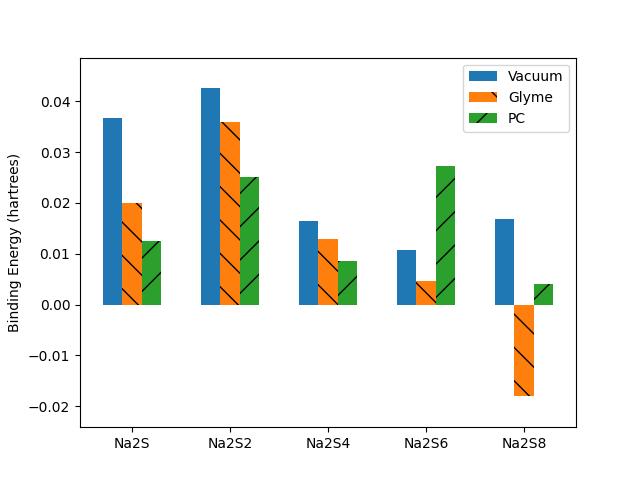 Vacuum
Glyme
PC
Binding Energy (hartrees)
0.04
0.03
0.02
0.01
0.00
−0.01
−0.02
Na2S Na2S2 Na2S4 Na2S6 Na2S8